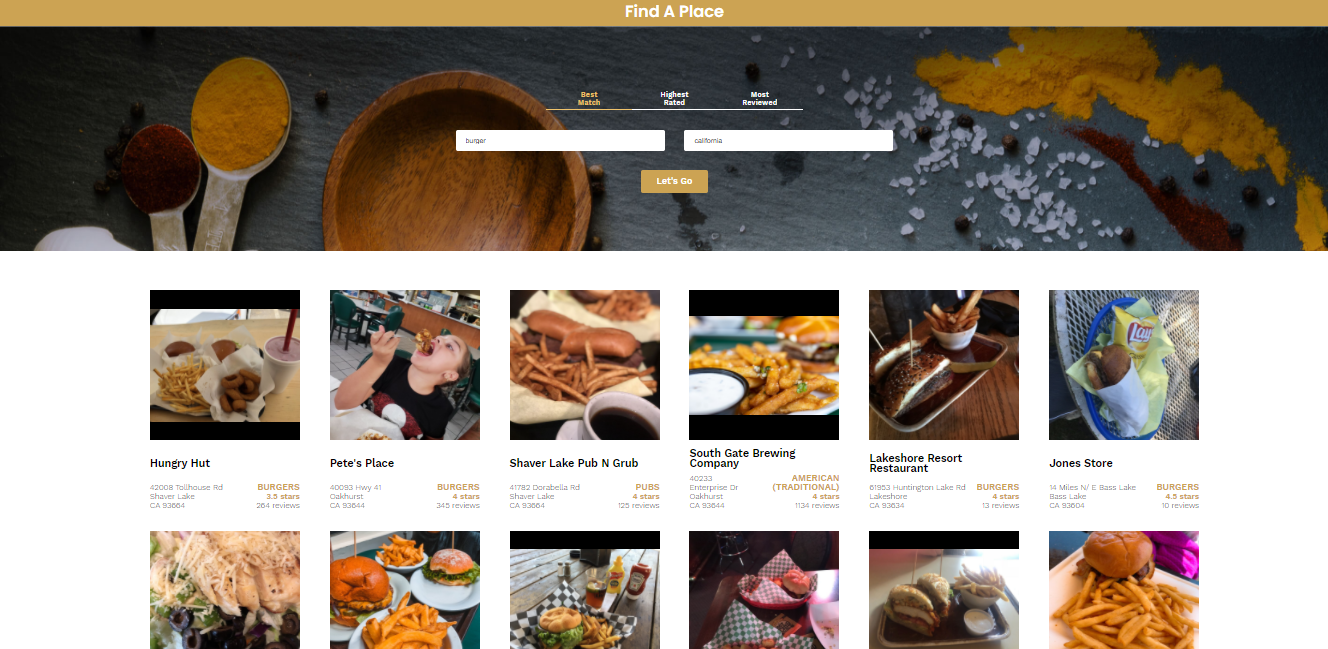 Find A Place
Best
Match
Highest
Rated
Most
Reviewed
burger
california
Let's Go
Lay's
Hungry Hut
42008 Tollhouse Rd
Shaver Lake
CA 93664
BURGERS
3.5 stars
264 reviews
Pete's Place
40093 Hwy 41
Oakhurst
CA 93644
BURGERS
4 stars
345 reviews
Shaver Lake Pub N Grub
41782 Dorabella Rd
Shaver Lake
CA 93664
PUBS
4 stars
125 reviews
South Gate Brewing
Company
40233
Enterprise Dr
Oakhurst
CA 93644
AMERICAN
(TRADITIONAL)
4 stars
1134 reviews
Lakeshore Resort
Restaurant
61953 Huntington Lake Rd
Lakeshore
CA 93634
BURGERS
4 stars
13 reviews
Jones Store
14 Miles N/ E Bass Lake
Bass Lake
CA 93604
BURGERS
4.5 stars
10 reviews